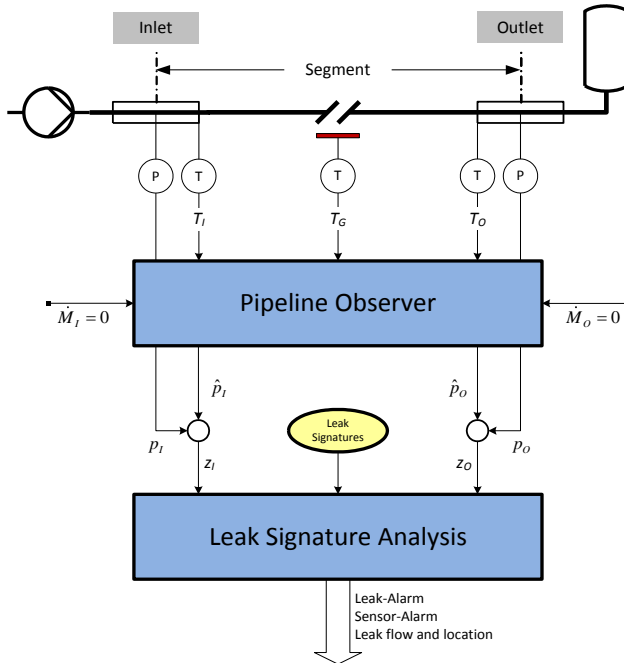 Inlet
Outlet
Segment
P
T
T
T
P
T_I
T_G
T_O
Pipeline Observer
Ṁ_I = 0
Ṁ_O = 0
p̂_I
p̂_O
Leak
Signatures
p_I
p_O
z_I
z_O
Leak Signature Analysis
Leak-Alarm
Sensor-Alarm
Leak flow and location